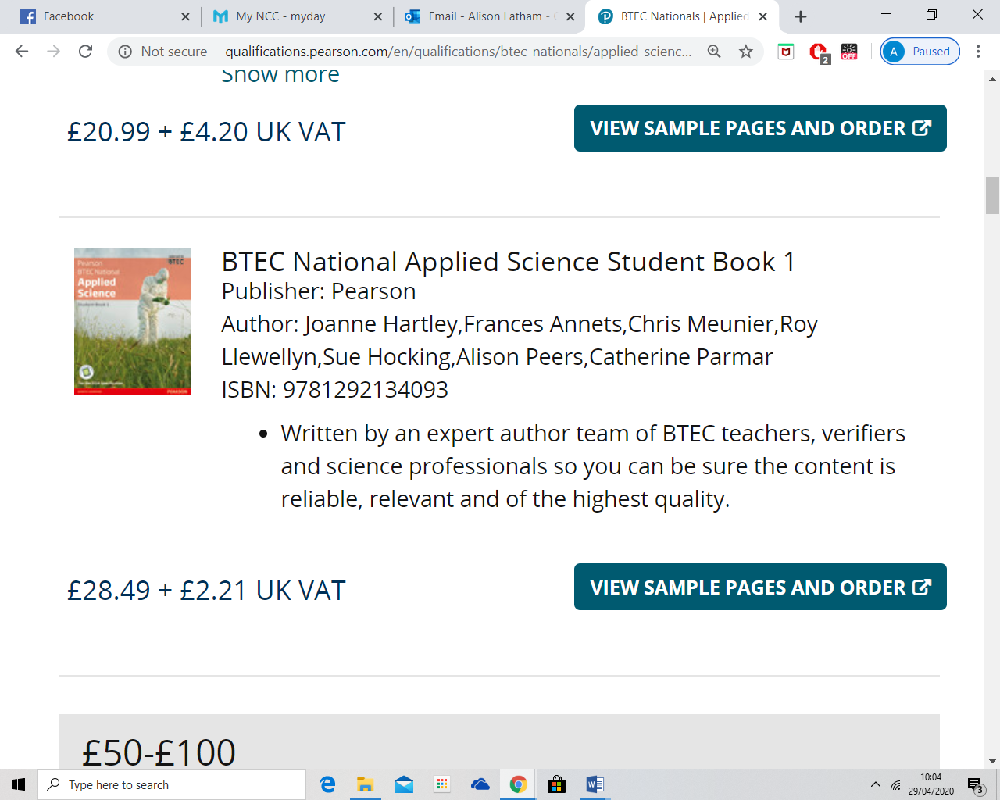 Facebook
My NCC - myday
Email - Alison Latham -
BTEC Nationals | Applied
Not secure
qualifications.pearson.com/en/qualifications/btec-nationals/applied-scienc...
2
OFF
A
Paused
Show more
£20.99 + £4.20 UK VAT
VIEW SAMPLE PAGES AND ORDER
Pearson
BTEC National
Applied
Science
Student Book 1
BTEC
PEARSON
BTEC National Applied Science Student Book 1
Publisher: Pearson
Author: Joanne Hartley,Frances Annets,Chris Meunier,Roy
Llewellyn,Sue Hocking,Alison Peers,Catherine Parmar
ISBN: 9781292134093
• Written by an expert author team of BTEC teachers, verifiers
and science professionals so you can be sure the content is
reliable, relevant and of the highest quality.
£28.49 + £2.21 UK VAT
VIEW SAMPLE PAGES AND ORDER
£50-£100
Type here to search
10:04
29/04/2020
3